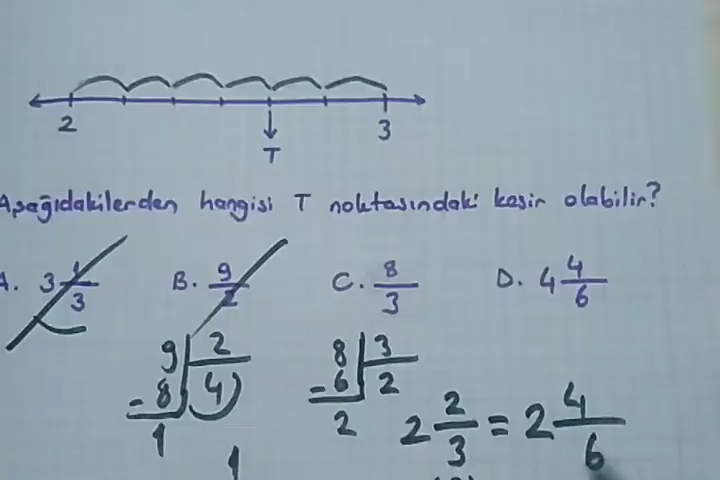 2 3
T
Aşağıdakilerden hangisi T noktasındaki kesir olabilir?
A. 3 1/3 B. 9/2 C. 8/3 D. 4 4/6
9 2 8 3
- 8 4 - 6 2
1 2
2 2/3 = 2 4/6
1